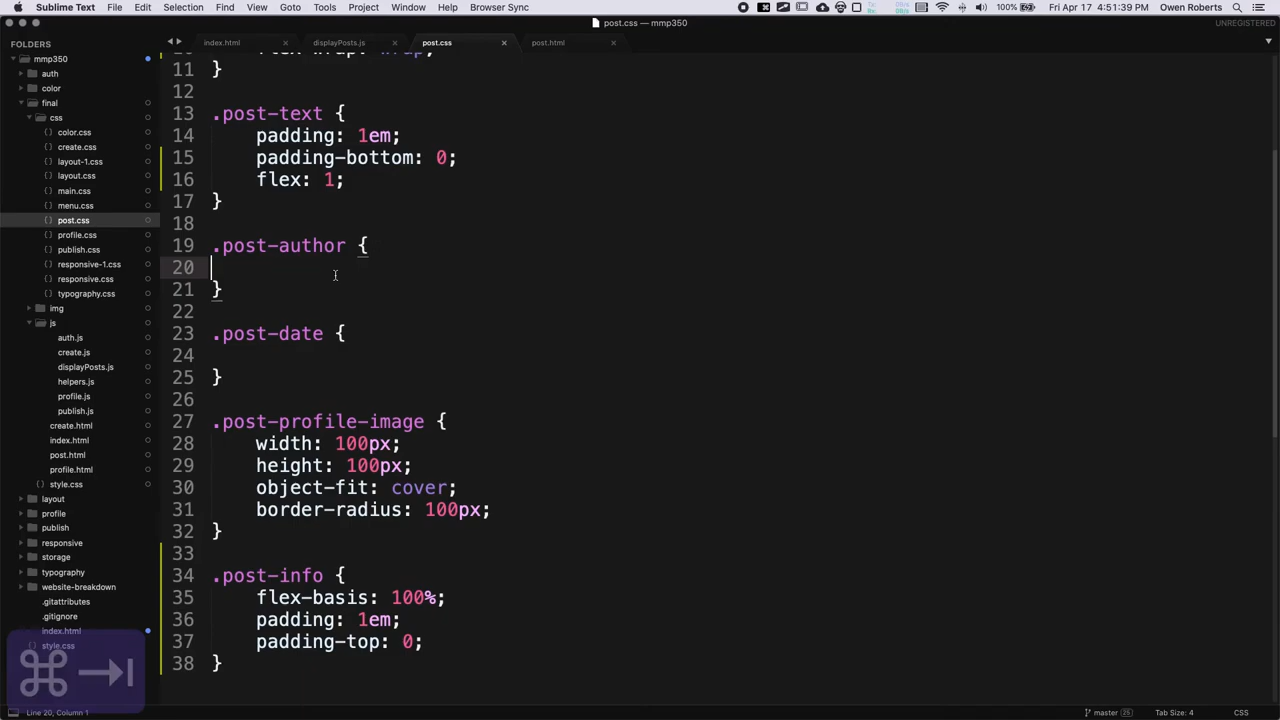 Sublime Text File Edit Selection Find View Goto Tools Project Window Help Browser Sync 100% Fri Apr 17 4:51:39 PM Owen Roberts
post.css — mmp350
UNREGISTERED
FOLDERS
index.html displayPosts.js post.css post.html
mmp350
auth
color
final
css
color.css
create.css
layout-1.css
layout.css
main.css
menu.css
post.css
profile.css
publish.css
responsive-1.css
responsive.css
typography.css
img
js
auth.js
create.js
displayPosts.js
helpers.js
profile.js
publish.js
create.html
index.html
post.html
profile.html
style.css
layout
profile
publish
responsive
storage
typography
website-breakdown
.gitattributes
.gitignore
index.html
style.css
11 }
12
13 .post-text {
14 padding: 1em;
15 padding-bottom: 0;
16 flex: 1;
17 }
18
19 .post-author {
20
21 }
22
23 .post-date {
24
25 }
26
27 .post-profile-image {
28 width: 100px;
29 height: 100px;
30 object-fit: cover;
31 border-radius: 100px;
32 }
33
34 .post-info {
35 flex-basis: 100%;
36 padding: 1em;
37 padding-top: 0;
38 }
Line 20, Column 1
master 25 Tab Size: 4 CSS